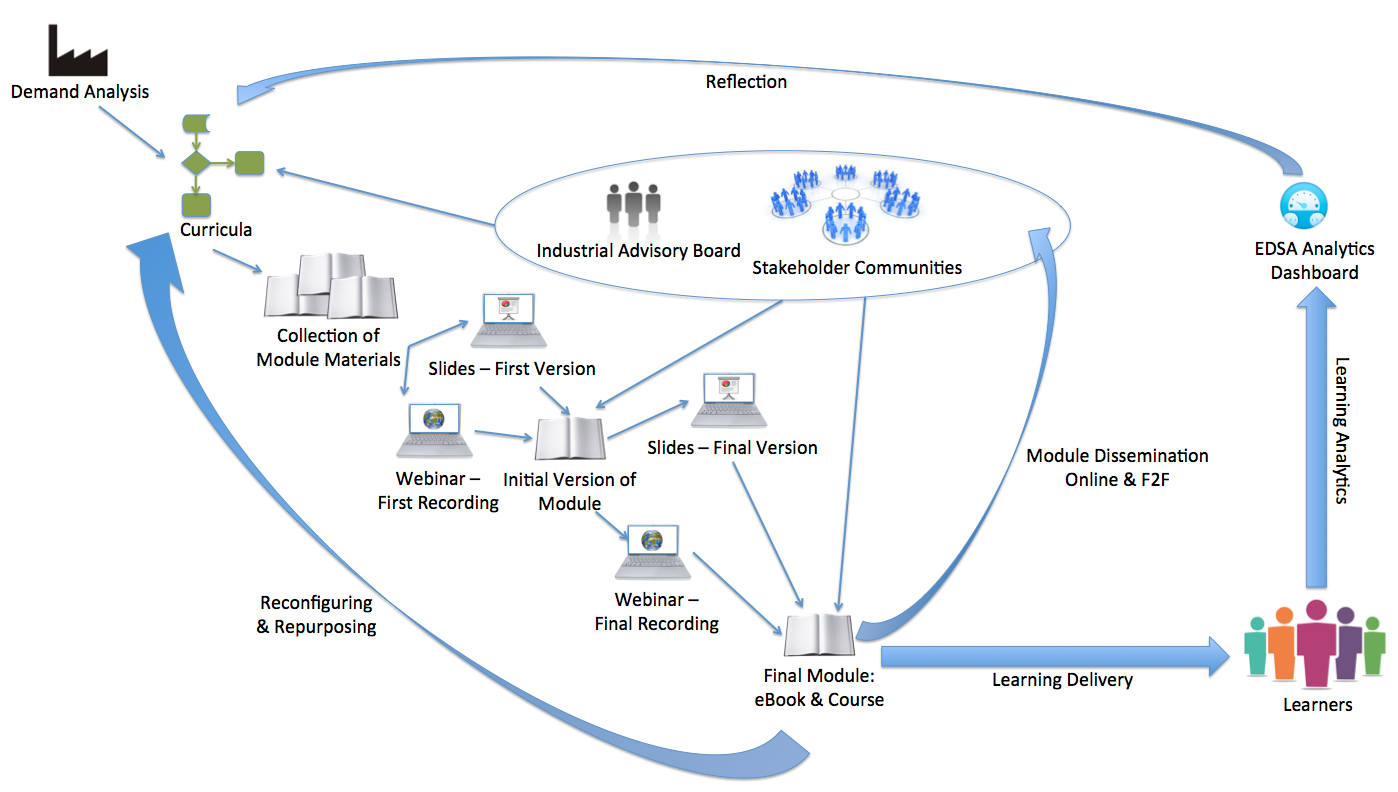 Demand Analysis
Reflection
Curricula
Industrial Advisory Board
Stakeholder Communities
EDSA Analytics
Dashboard
Collection of
Module Materials
Slides – First Version
Slides – Final Version
Webinar –
First Recording
Initial Version of
Module
Module Dissemination
Online & F2F
Learning Analytics
Webinar –
Final Recording
Reconfiguring
& Repurposing
Final Module:
eBook & Course
Learning Delivery
Learners